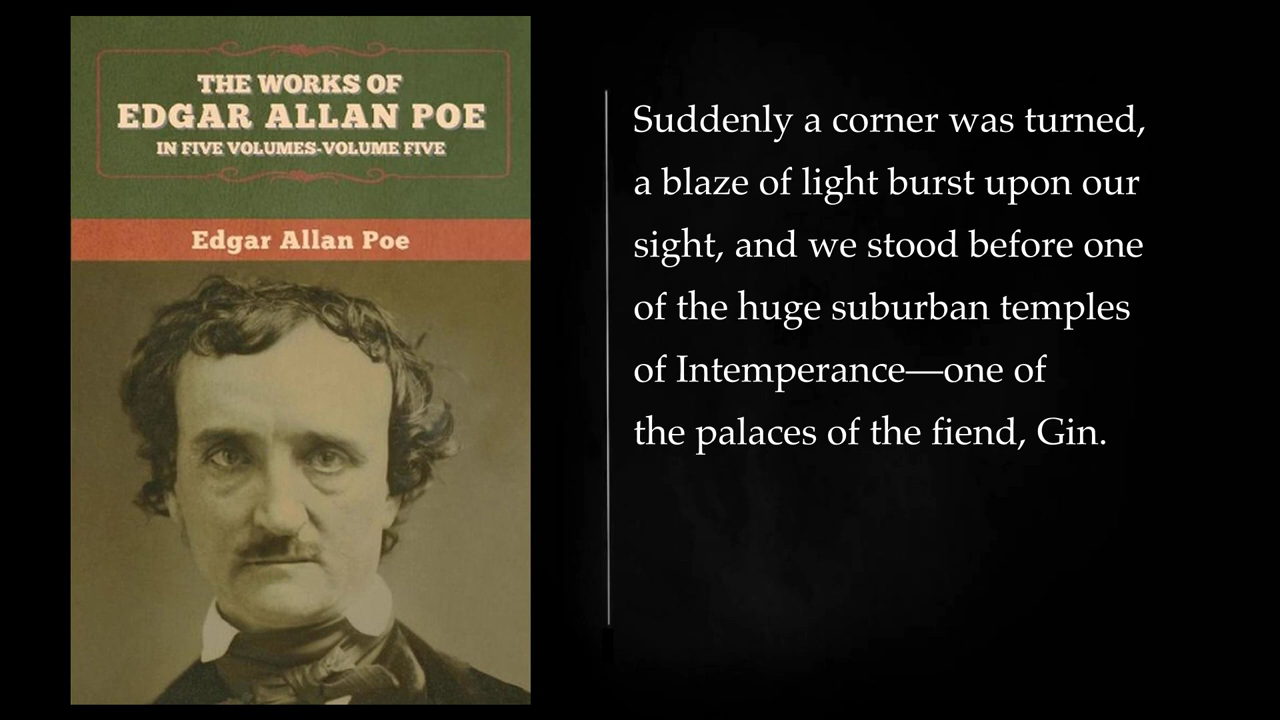 THE WORKS OF
EDGAR ALLAN POE
IN FIVE VOLUMES-VOLUME FIVE
Edgar Allan Poe
Suddenly a corner was turned,
a blaze of light burst upon our
sight, and we stood before one
of the huge suburban temples
of Intemperance—one of
the palaces of the fiend, Gin.